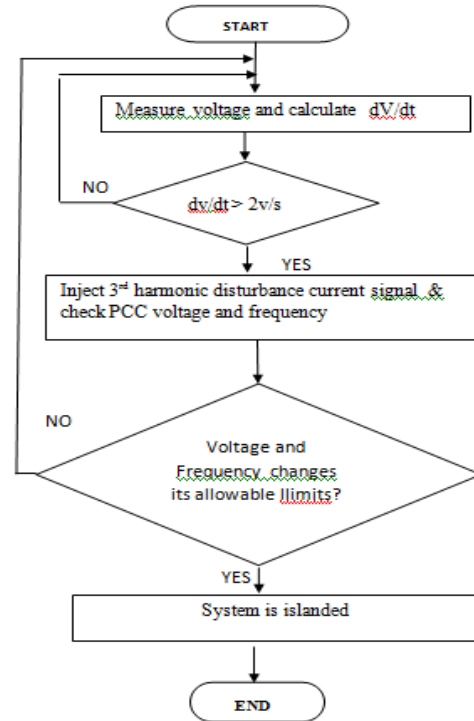 START
Measure voltage and calculate dV/dt
NO
dv/dt > 2v/s
YES
Inject 3rd harmonic disturbance current signal &
check PCC voltage and frequency
NO
Voltage and
Frequency changes
its allowable llimits?
YES
System is islanded
END